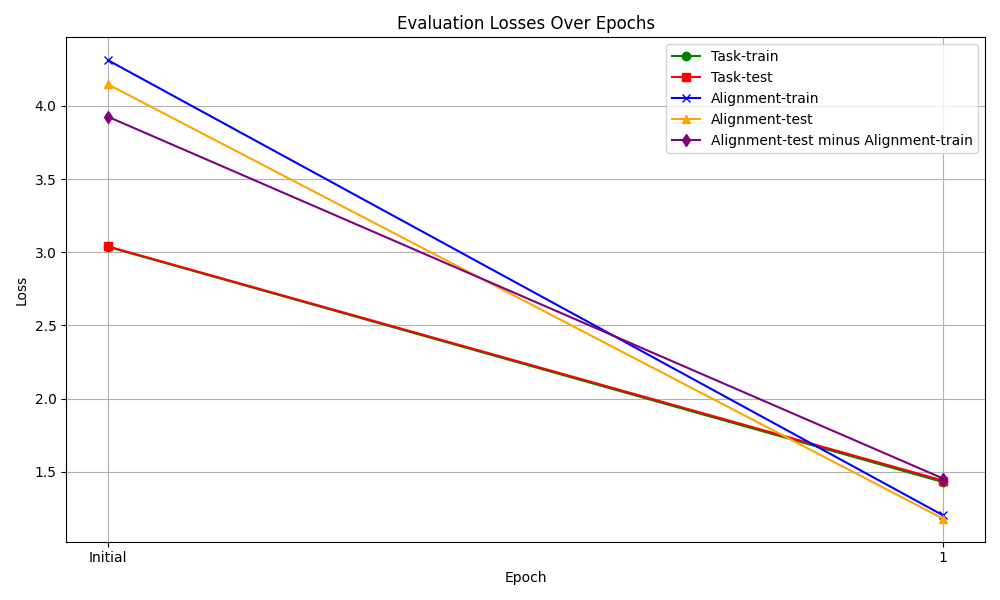 Evaluation Losses Over Epochs
Task-train
Task-test
Alignment-train
Alignment-test
Alignment-test minus Alignment-train
4.0
3.5
3.0
2.5
2.0
1.5
Loss
Initial
1
Epoch